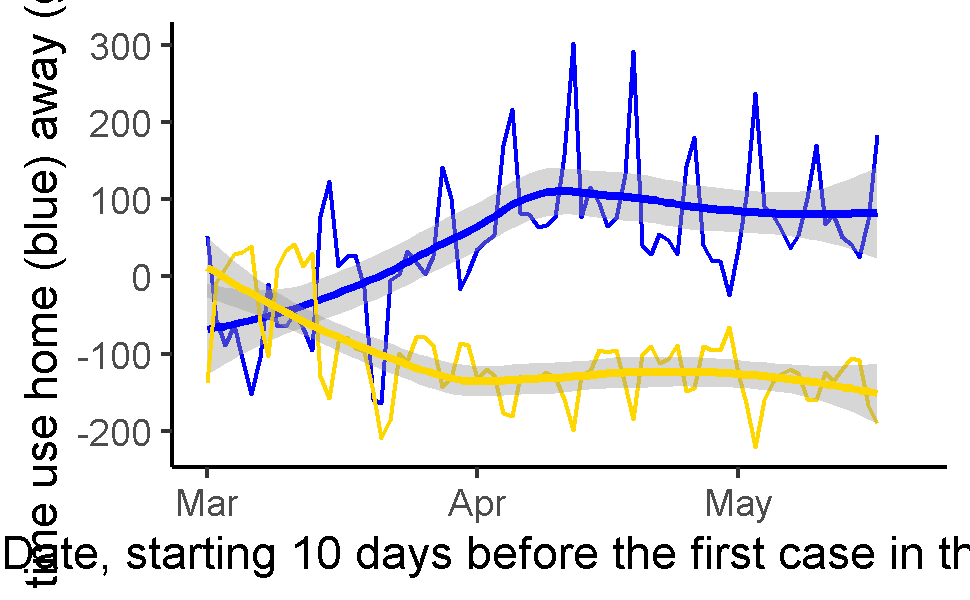 time use home (blue) away (
300
200
100
0
-100
-200
Mar Apr May
Date, starting 10 days before the first case in th